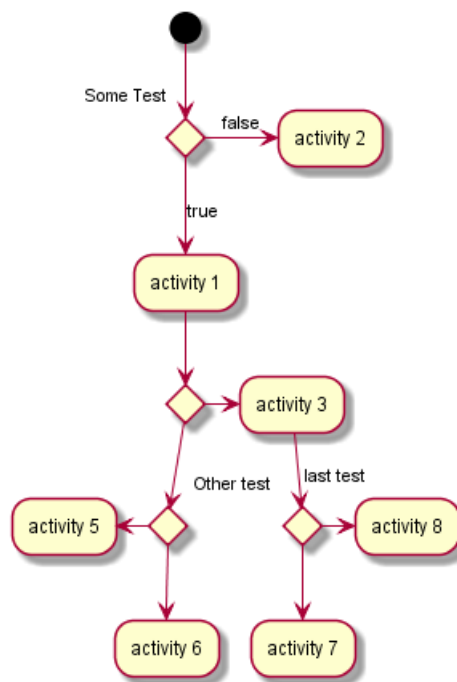 Some Test
false
activity 2
true
activity 1
activity 3
Other test
last test
activity 5
activity 8
activity 6
activity 7